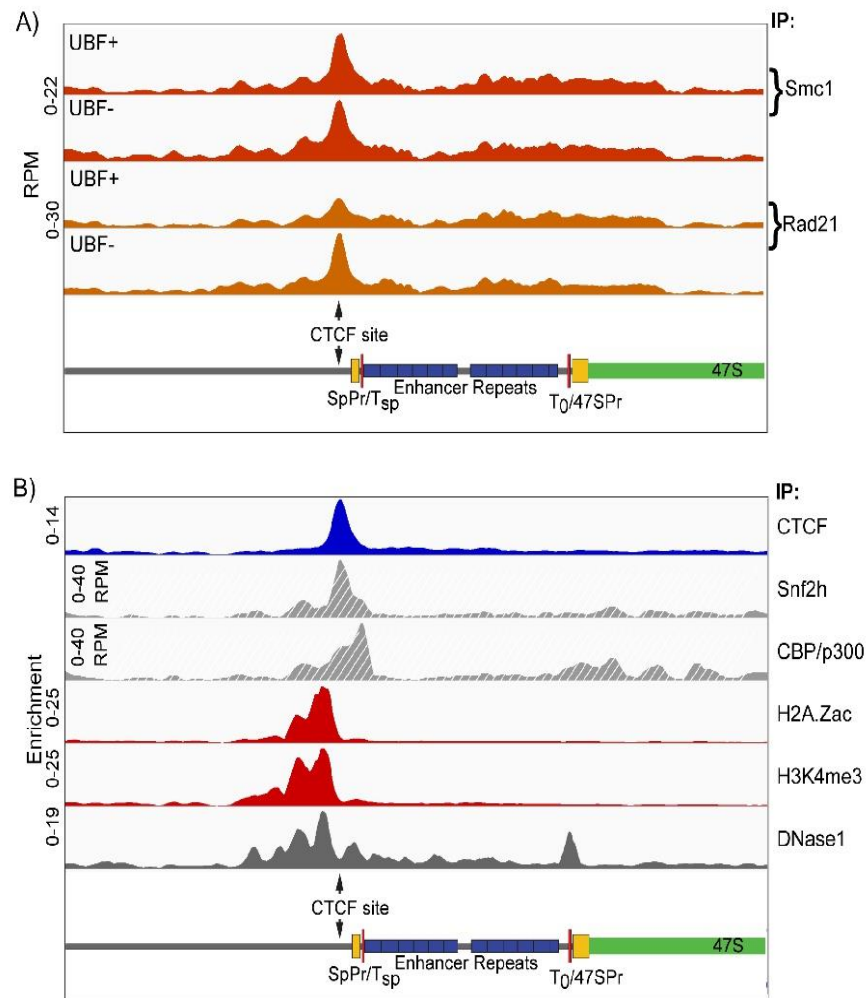 A)
IP:
UBF+
0-22
Smc1
UBF-
RPM
UBF+
0-30
Rad21
UBF-
CTCF site
47S
Enhancer Repeats
SpPr/Tsp
T0/47SPr
B)
IP:
0-14
CTCF
0-40
RPM
Snf2h
0-40
RPM
CBP/p300
Enrichment
0-25
H2A.Zac
0-25
H3K4me3
0-19
DNase1
CTCF site
47S
Enhancer Repeats
SpPr/Tsp
T0/47SPr